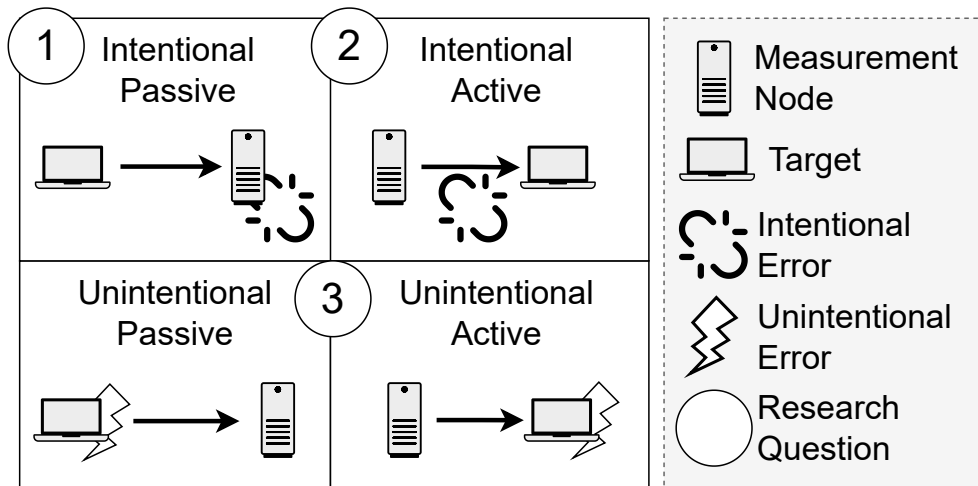 1
Intentional
Passive
2
Intentional
Active
Unintentional
Passive
3
Unintentional
Active
Measurement
Node
Target
Intentional
Error
Unintentional
Error
Research
Question